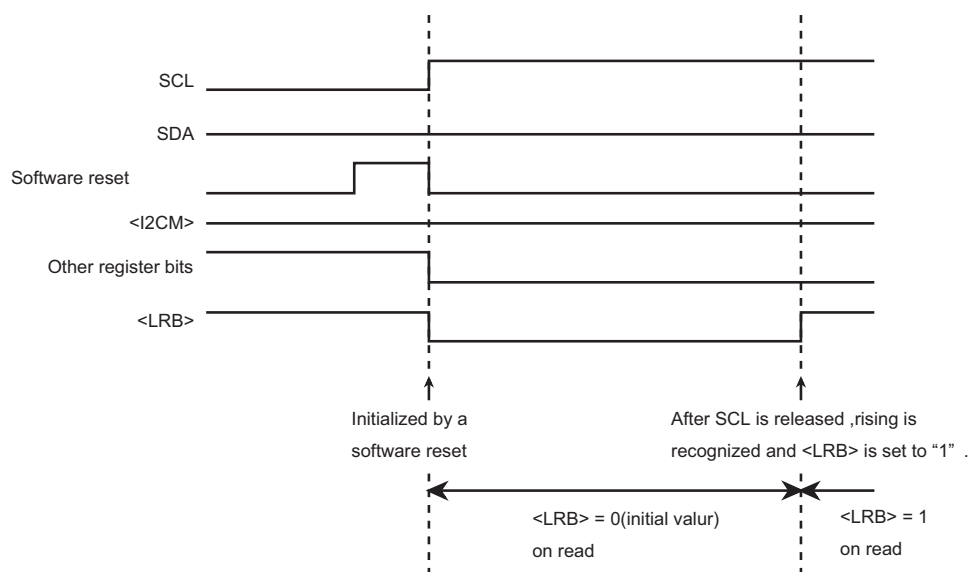 SCL
SDA
Software reset
<I2CM>
Other register bits
<LRB>
Initialized by a
software reset
After SCL is released ,rising is
recognized and <LRB> is set to “1” .
<LRB> = 0(initial valur)
on read
<LRB> = 1
on read